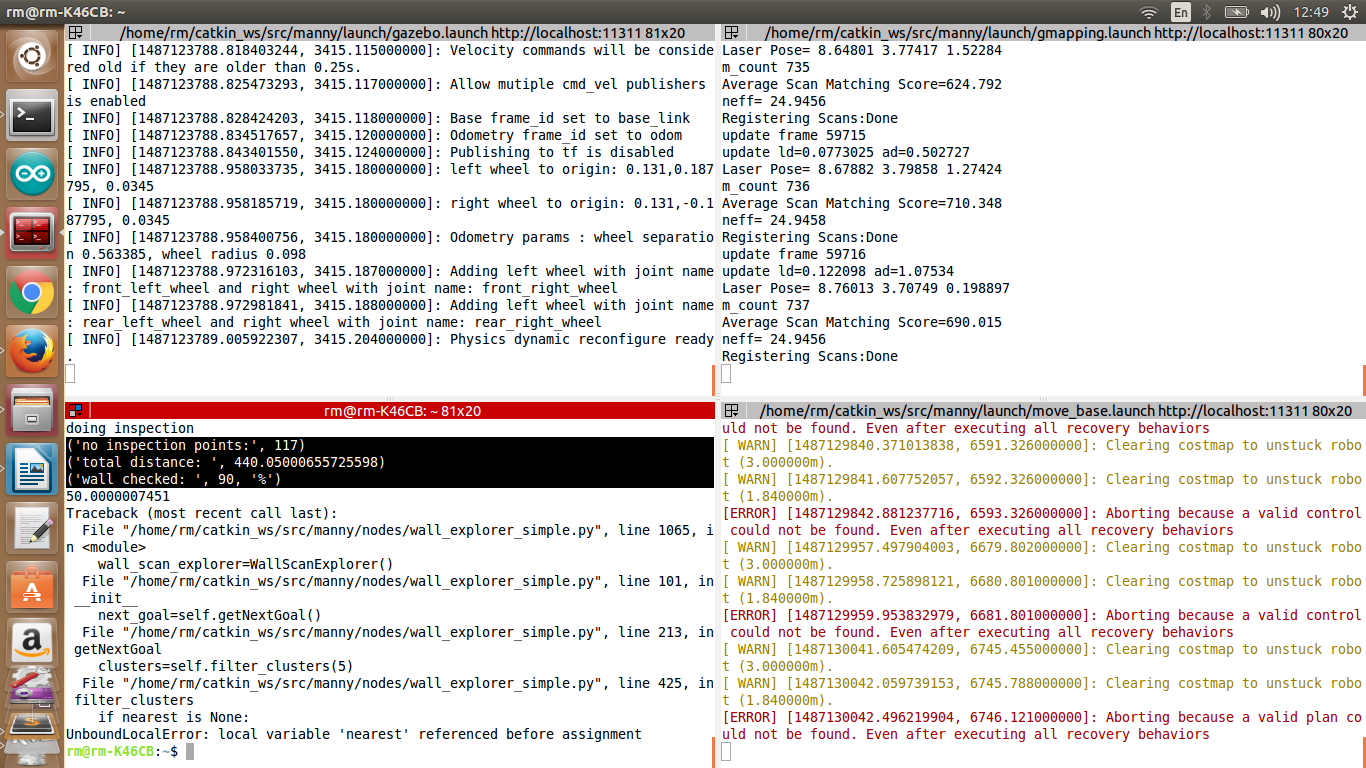 rm@rm-K46CB: ~
En
12:49
/home/rm/catkin_ws/src/manny/launch/gazebo.launch http://localhost:11311 81x20
[ INFO] [1487123788.818403244, 3415.115000000]: Velocity commands will be conside
red old if they are older than 0.25s.
[ INFO] [1487123788.825473293, 3415.117000000]: Allow mutiple cmd_vel publishers
is enabled
[ INFO] [1487123788.828424203, 3415.118000000]: Base frame_id set to base_link
[ INFO] [1487123788.834517657, 3415.120000000]: Odometry frame_id set to odom
[ INFO] [1487123788.843401550, 3415.124000000]: Publishing to tf is disabled
[ INFO] [1487123788.958033735, 3415.180000000]: left wheel to origin: 0.131,0.187
795, 0.0345
[ INFO] [1487123788.958185719, 3415.180000000]: right wheel to origin: 0.131,-0.1
87795, 0.0345
[ INFO] [1487123788.958400756, 3415.180000000]: Odometry params : wheel separatio
n 0.563385, wheel radius 0.098
[ INFO] [1487123788.972316103, 3415.187000000]: Adding left wheel with joint name
: front_left_wheel and right wheel with joint name: front_right_wheel
[ INFO] [1487123788.972981841, 3415.188000000]: Adding left wheel with joint name
: rear_left_wheel and right wheel with joint name: rear_right_wheel
[ INFO] [1487123789.005922307, 3415.204000000]: Physics dynamic reconfigure ready
.
/home/rm/catkin_ws/src/manny/launch/gmapping.launch http://localhost:11311 80x20
Laser Pose= 8.64801 3.77417 1.52284
m_count 735
Average Scan Matching Score=624.792
neff= 24.9456
Registering Scans:Done
update frame 59715
update ld=0.0773025 ad=0.502727
Laser Pose= 8.67882 3.79858 1.27424
m_count 736
Average Scan Matching Score=710.348
neff= 24.9458
Registering Scans:Done
update frame 59716
update ld=0.122098 ad=1.07534
Laser Pose= 8.76013 3.70749 0.198897
m_count 737
Average Scan Matching Score=690.015
neff= 24.9456
Registering Scans:Done
rm@rm-K46CB: ~ 81x20
doing inspection
('no inspection points:', 117)
('total distance: ', 440.05000655725598)
('wall checked: ', 90, '%')
50.0000007451
Traceback (most recent call last):
File "/home/rm/catkin_ws/src/manny/nodes/wall_explorer_simple.py", line 1065, i
n <module>
wall_scan_explorer=WallScanExplorer()
File "/home/rm/catkin_ws/src/manny/nodes/wall_explorer_simple.py", line 101, in
__init__
next_goal=self.getNextGoal()
File "/home/rm/catkin_ws/src/manny/nodes/wall_explorer_simple.py", line 213, in
getNextGoal
clusters=self.filter_clusters(5)
File "/home/rm/catkin_ws/src/manny/nodes/wall_explorer_simple.py", line 425, in
filter_clusters
if nearest is None:
UnboundLocalError: local variable 'nearest' referenced before assignment
rm@rm-K46CB:~$
/home/rm/catkin_ws/src/manny/launch/move_base.launch http://localhost:11311 80x20
uld not be found. Even after executing all recovery behaviors
[ WARN] [1487129840.371013838, 6591.326000000]: Clearing costmap to unstuck robo
t (3.000000m).
[ WARN] [1487129841.607752057, 6592.326000000]: Clearing costmap to unstuck robo
t (1.840000m).
[ERROR] [1487129842.881237716, 6593.326000000]: Aborting because a valid control
could not be found. Even after executing all recovery behaviors
[ WARN] [1487129957.497904003, 6679.802000000]: Clearing costmap to unstuck robo
t (3.000000m).
[ WARN] [1487129958.725898121, 6680.801000000]: Clearing costmap to unstuck robo
t (1.840000m).
[ERROR] [1487129959.953832979, 6681.801000000]: Aborting because a valid control
could not be found. Even after executing all recovery behaviors
[ WARN] [1487130041.605474209, 6745.455000000]: Clearing costmap to unstuck robo
t (3.000000m).
[ WARN] [1487130042.059739153, 6745.788000000]: Clearing costmap to unstuck robo
t (1.840000m).
[ERROR] [1487130042.496219904, 6746.121000000]: Aborting because a valid plan co
uld not be found. Even after executing all recovery behaviors